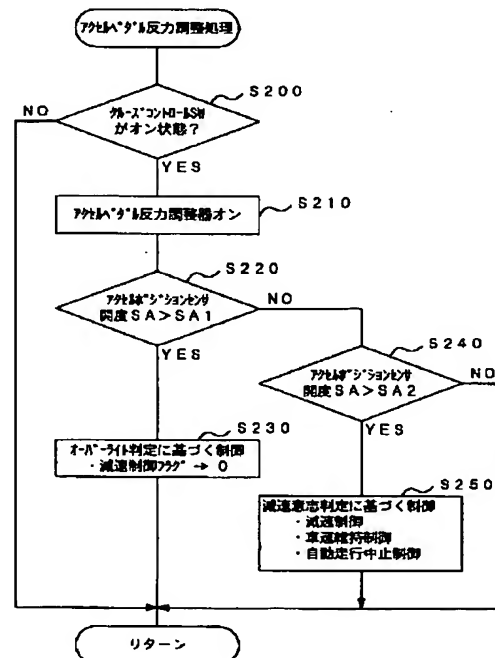 アクセルペダル反力調整処理
S200
クルーズコントロールSW
がオン状態？
NO
YES
アクセルペダル反力調整器オン
S210
S220
アクセルポジションセンサ
開度SA>SA1
NO
YES
S240
アクセルポジションセンサ
開度SA>SA2
NO
YES
S230
オーバーライト判定に基づく制御
・減速制御フラグ → 0
S250
減速意志判定に基づく制御
・減速制御
・車速維持制御
・自動走行中止制御
リターン